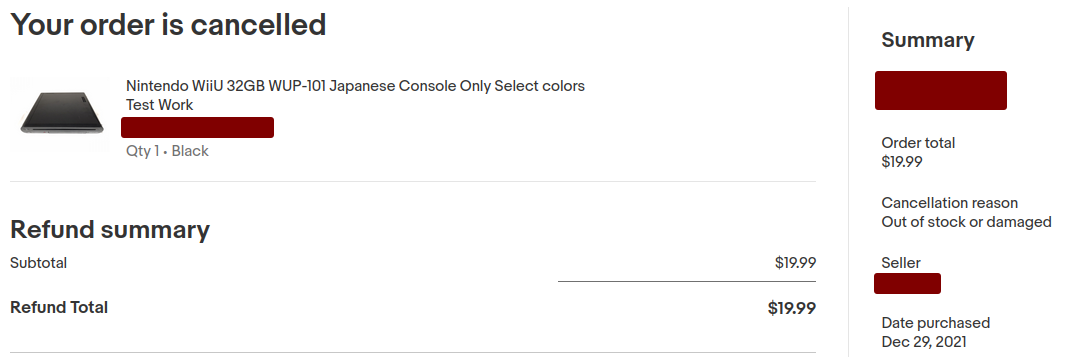 Your order is cancelled
Nintendo WiiU 32GB WUP-101 Japanese Console Only Select colors
Test Work
Qty 1 • Black
Refund summary
Subtotal
$19.99
Refund Total
$19.99
Summary
Order total
$19.99
Cancellation reason
Out of stock or damaged
Seller
Date purchased
Dec 29, 2021